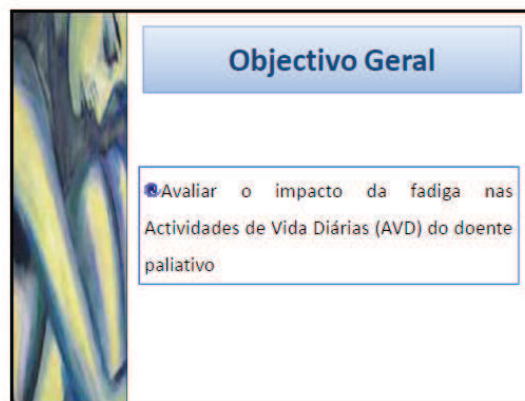 Objectivo Geral
Avaliar o impacto da fadiga nas
Actividades de Vida Diárias (AVD) do doente
paliativo